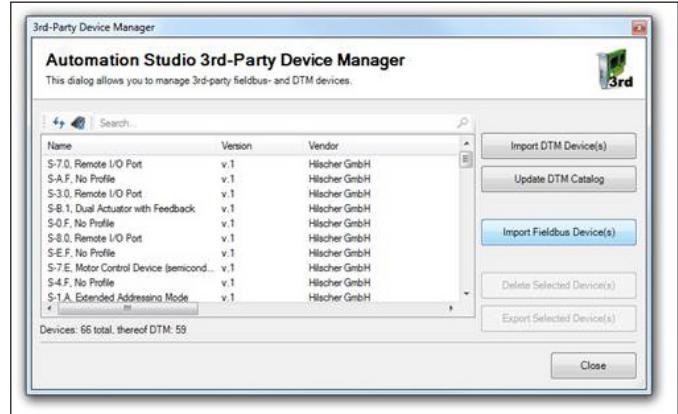 3rd-Party Device Manager
Automation Studio 3rd-Party Device Manager
This dialog allows you to manage 3rd-party fieldbus- and DTM devices.
3rd
Search...
Name Version Vendor
S-7.0, Remote I/O Port v.1 Hilscher GmbH
S-A.F, No Profile v.1 Hilscher GmbH
S-3.0, Remote I/O Port v.1 Hilscher GmbH
S-B.1, Dual Actuator with Feedback v.1 Hilscher GmbH
S-0.F, No Profile v.1 Hilscher GmbH
S-8.0, Remote I/O Port v.1 Hilscher GmbH
S-E.F, No Profile v.1 Hilscher GmbH
S-7.E, Motor Control Device (semicond... v.1 Hilscher GmbH
S-4.F, No Profile v.1 Hilscher GmbH
S-1.A, Extended Addressing Mode v.1 Hilscher GmbH
Devices: 66 total, thereof DTM: 59
Import DTM Device(s)
Update DTM Catalog
Import Fieldbus Device(s)
Delete Selected Device(s)
Export Selected Device(s)
Close